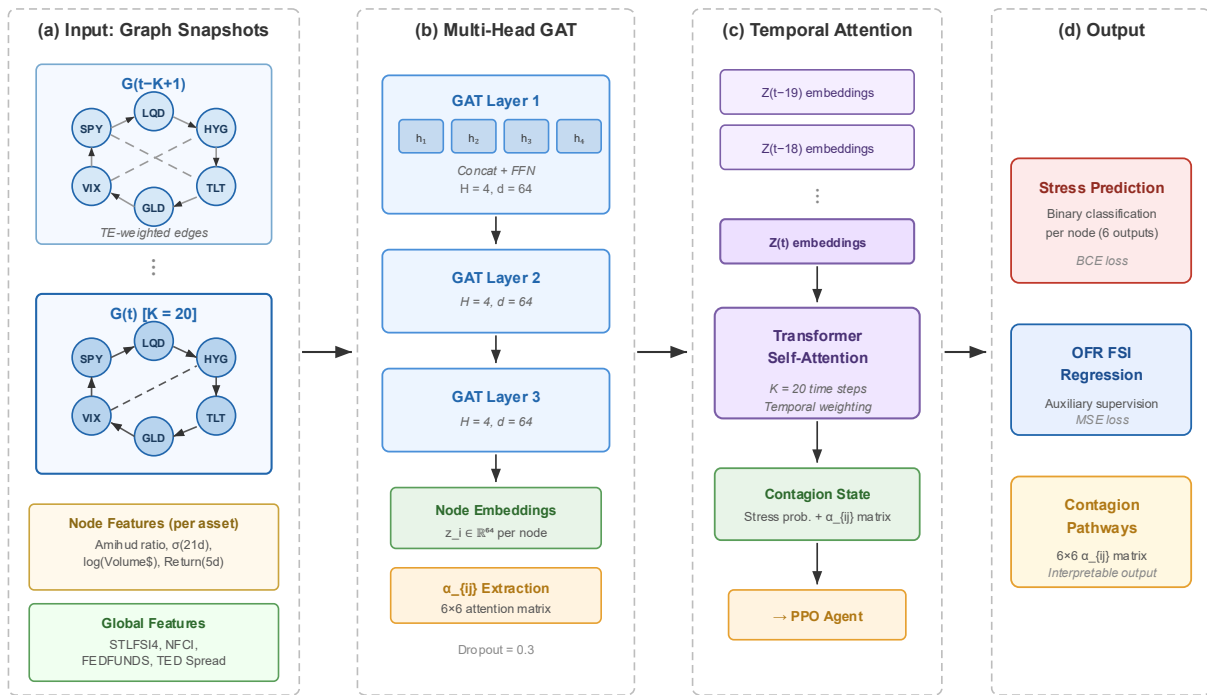 (a) Input: Graph Snapshots
G(t−K+1)
LQD
SPY
HYG
VIX
TLT
GLD
TE-weighted edges
⋮
G(t) [K = 20]
LQD
SPY
HYG
VIX
TLT
GLD
Node Features (per asset)
Amihud ratio, σ(21d),
log(Volume$), Return(5d)
Global Features
STLFSI4, NFCI,
FEDFUNDS, TED Spread
(b) Multi-Head GAT
GAT Layer 1
h₁ h₂ h₃ h₄
Concat + FFN
H = 4, d = 64
GAT Layer 2
H = 4, d = 64
GAT Layer 3
H = 4, d = 64
Node Embeddings
z_i ∈ ℝ⁶⁴ per node
α_{ij} Extraction
6×6 attention matrix
Dropout = 0.3
(c) Temporal Attention
Z(t−19) embeddings
Z(t−18) embeddings
⋮
Z(t) embeddings
Transformer
Self-Attention
K = 20 time steps
Temporal weighting
Contagion State
Stress prob. + α_{ij} matrix
→ PPO Agent
(d) Output
Stress Prediction
Binary classification
per node (6 outputs)
BCE loss
OFR FSI
Regression
Auxiliary supervision
MSE loss
Contagion
Pathways
6×6 α_{ij} matrix
Interpretable output